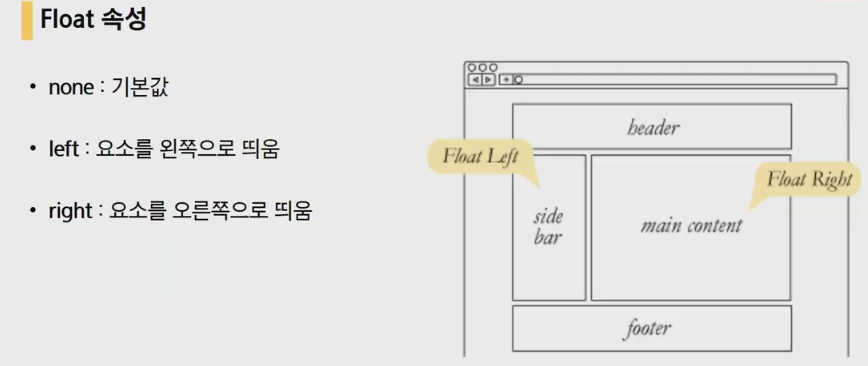 Float 속성
• none : 기본값
• left : 요소를 왼쪽으로 띄움
• right : 요소를 오른쪽으로 띄움
header
Float Left
Float Right
side
bar
main content
footer